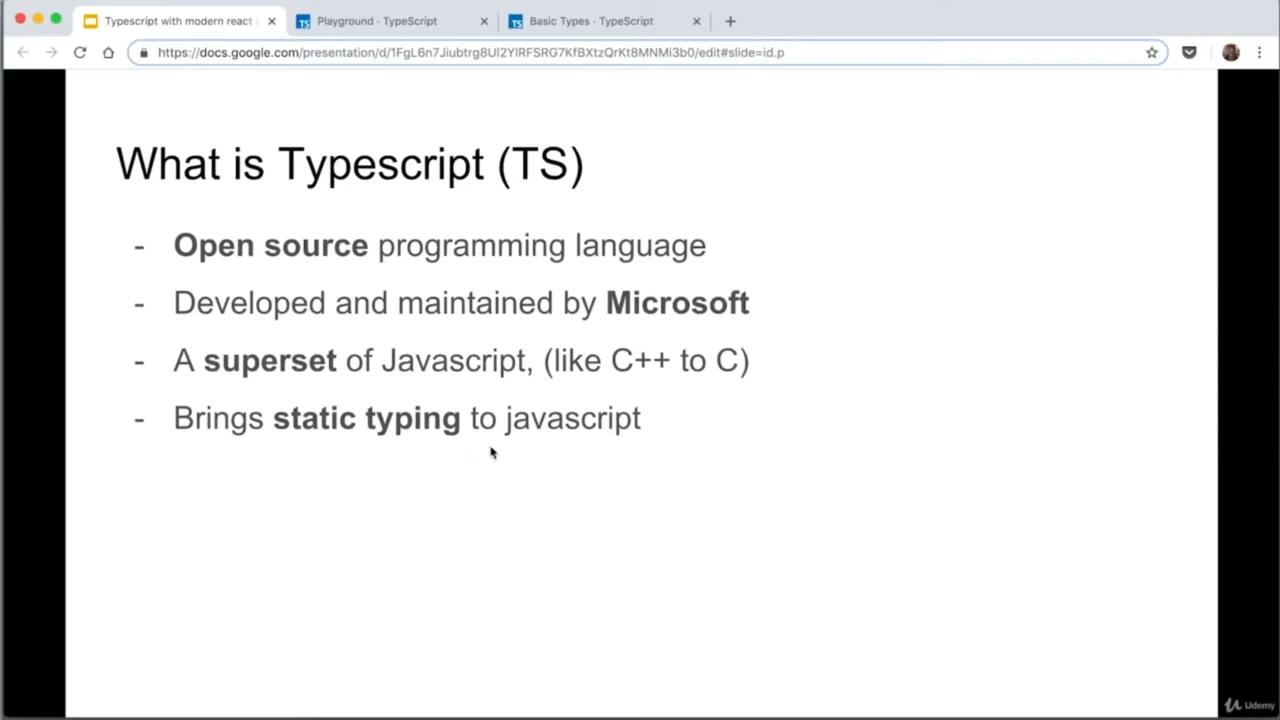 Typescript with modern react
Playground · TypeScript
Basic Types · TypeScript
https://docs.google.com/presentation/d/1FgL6n7Jiubtrg8Ul2YlRFSRG7KfBXtzQrKt8MNMi3b0/edit#slide=id.p
What is Typescript (TS)
- Open source programming language
- Developed and maintained by Microsoft
- A superset of Javascript, (like C++ to C)
- Brings static typing to javascript
Udemy